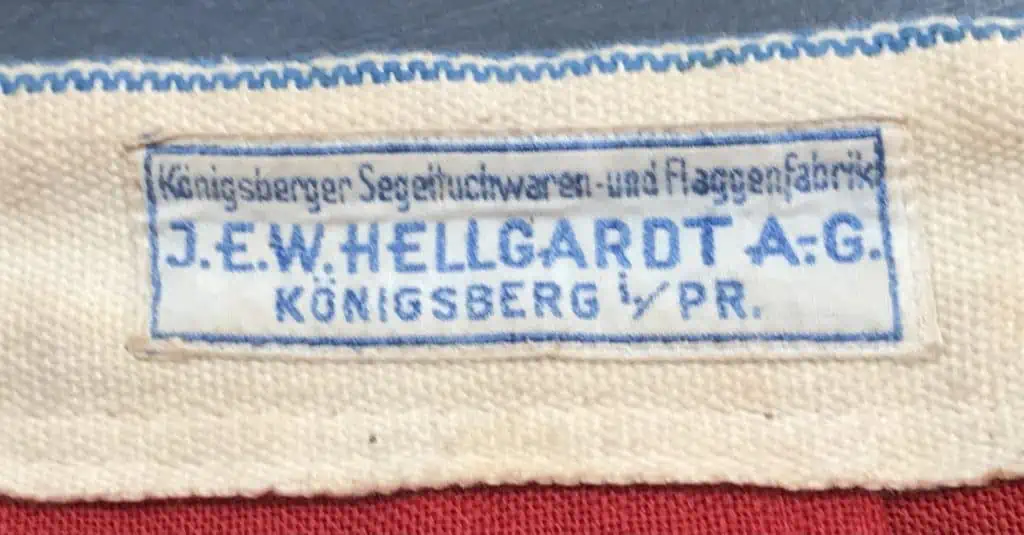 Königsberger Segeltuchwaren-und Flaggenfabrik
J.E.W. HELLGARDT A.-G.
KÖNIGSBERG i/PR.